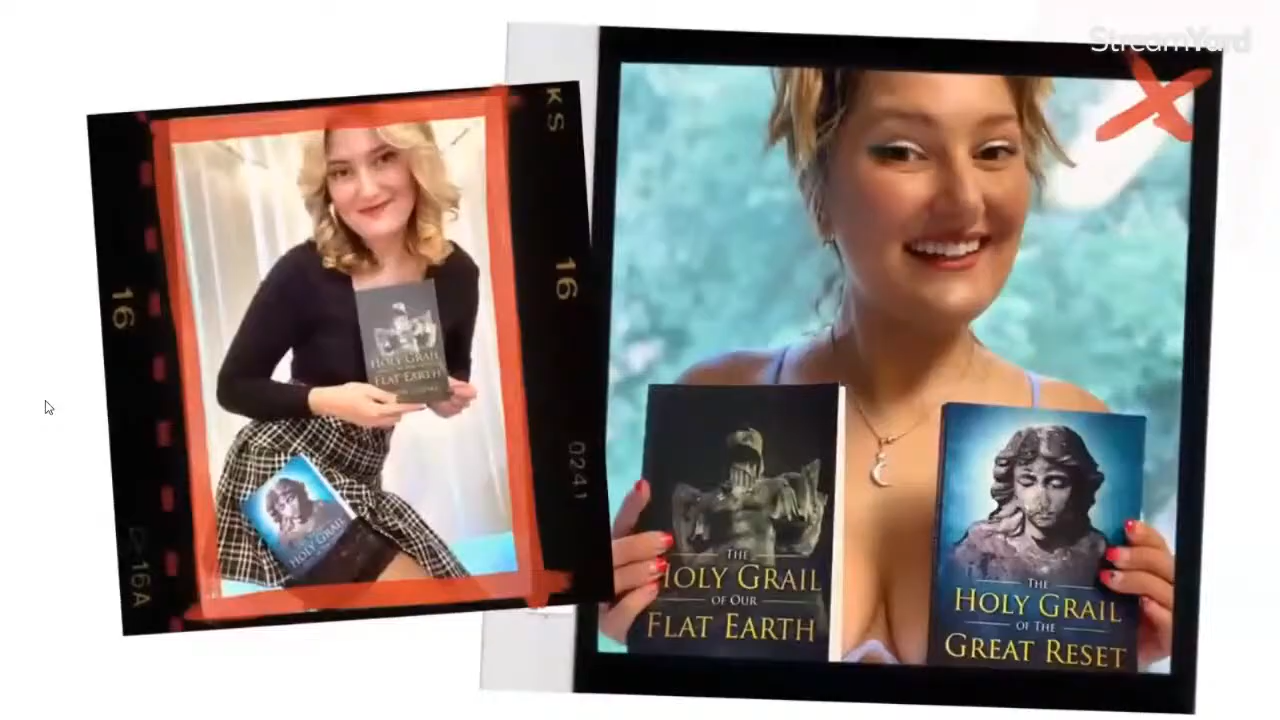 StreamYard
KS
16
16
0241
16A
HOLY GRAIL
FLAT EARTH
HOLY GRAIL
THE
HOLY GRAIL
OF OUR
FLAT EARTH
THE
HOLY GRAIL
OF THE
GREAT RESET